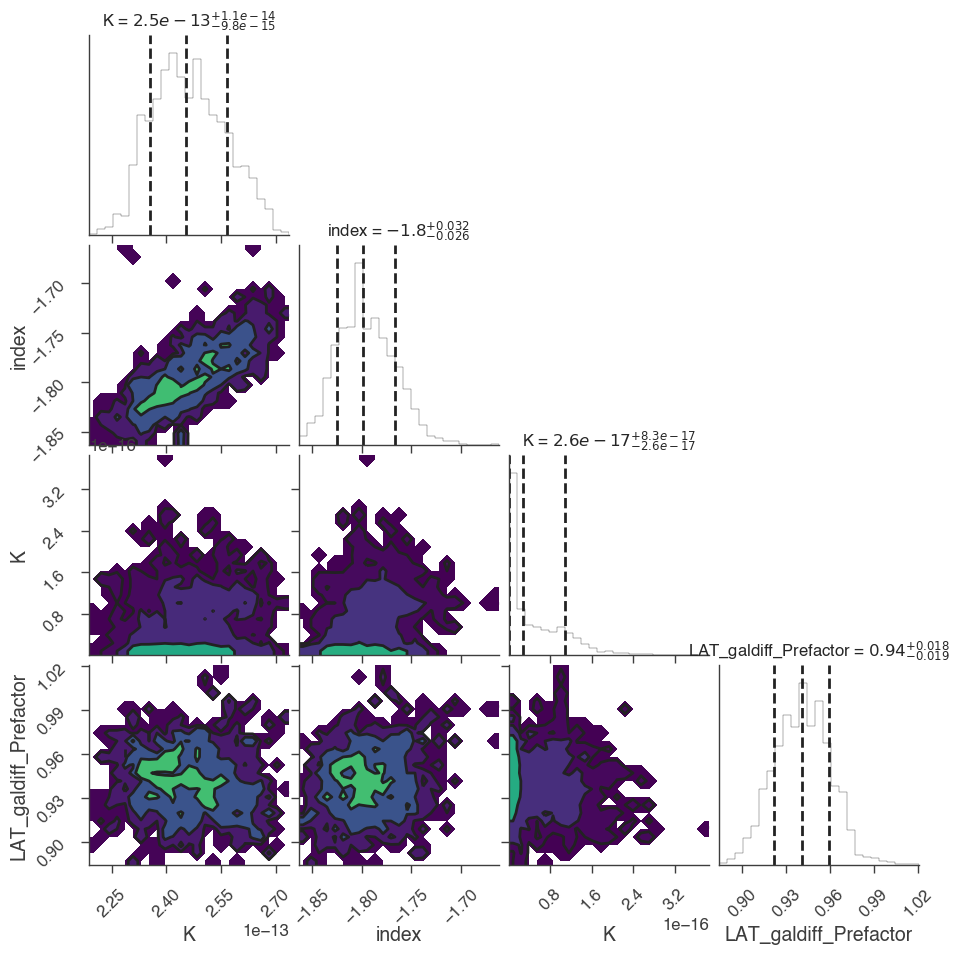 K = 2.5e−13 +1.1e−14 −9.8e−15
index = −1.8 +0.032 −0.026
−1.70
−1.75
−1.80
−1.85
index
K = 2.6e−17 +8.3e−17 −2.6e−17
3.2
2.4
1.6
0.8
K
LAT_galdiff_Prefactor = 0.94 +0.018 −0.019
1.02
0.99
0.96
0.93
0.90
LAT_galdiff_Prefactor
2.25 2.40 2.55 2.70
1e−13
K
−1.85 −1.80 −1.75 −1.70
index
0.8 1.6 2.4 3.2
1e−16
K
0.90 0.93 0.96 0.99 1.02
LAT_galdiff_Prefactor